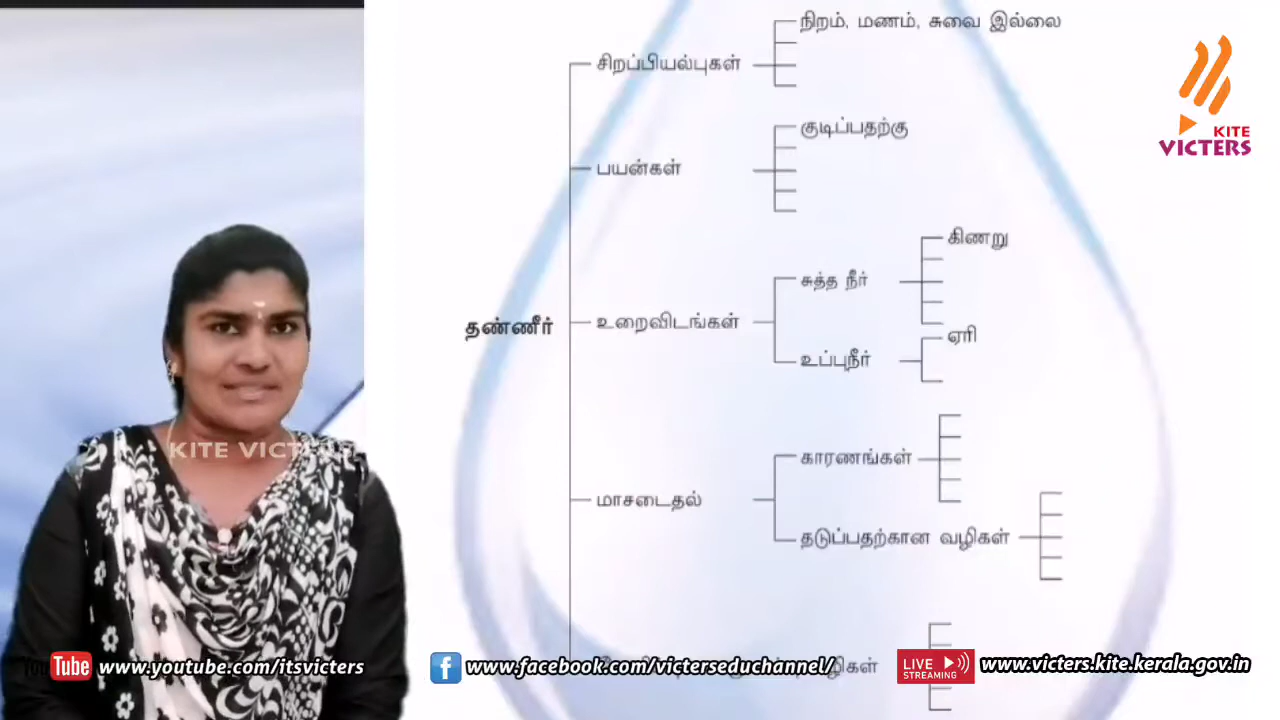 நிறம், மணம், சுவை இல்லை
சிறப்பியல்புகள்
குடிப்பதற்கு
பயன்கள்
கிணறு
சுத்த நீர்
தண்ணீர்
உறைவிடங்கள்
ஏரி
உப்புநீர்
காரணங்கள்
மாசடைதல்
தடுப்பதற்கான வழிகள்
KITE
VICTERS
KITE VICTERS
YouTube www.youtube.com/itsvicters
www.facebook.com/victerseduchannel/
LIVE
STREAMING
www.victers.kite.kerala.gov.in